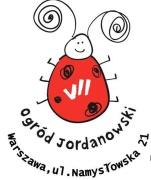 VII
ogród jordanowski
warszawa, ul. Namysłowska 21